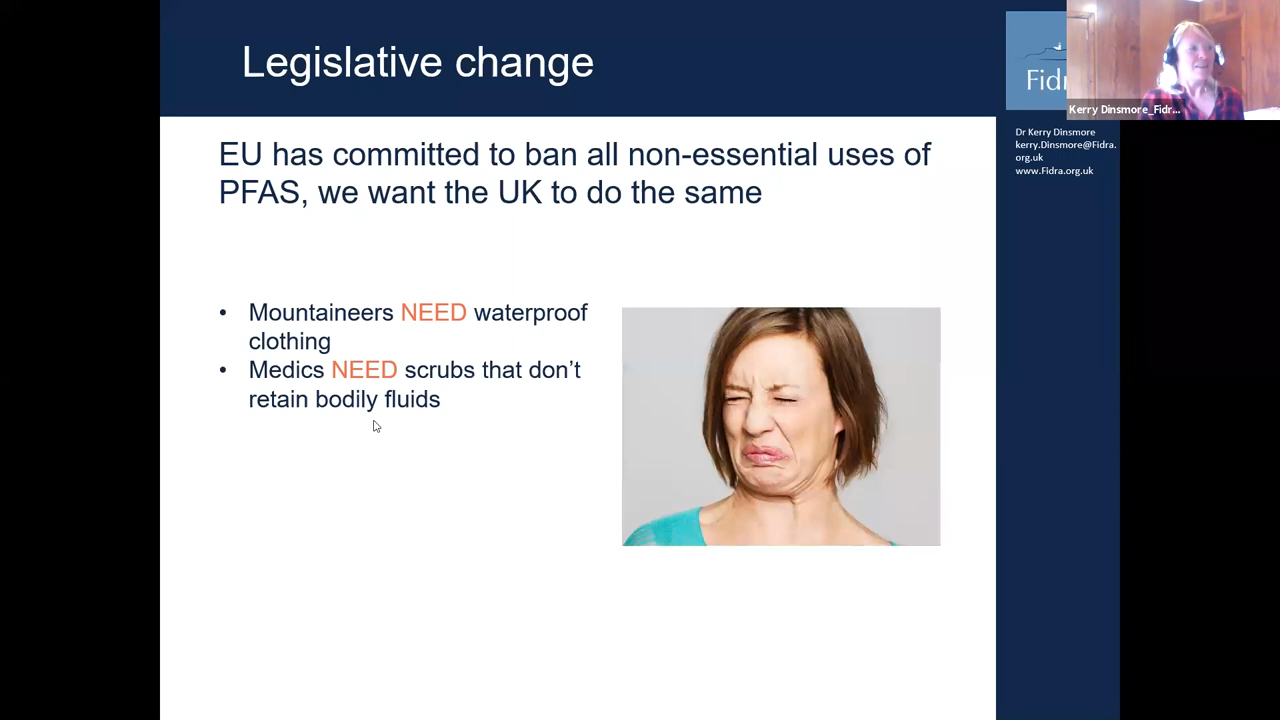 Legislative change
EU has committed to ban all non-essential uses of
PFAS, we want the UK to do the same
• Mountaineers NEED waterproof
clothing
• Medics NEED scrubs that don’t
retain bodily fluids
Kerry Dinsmore_Fidr...
Dr Kerry Dinsmore
kerry.Dinsmore@Fidra.
org.uk
www.Fidra.org.uk